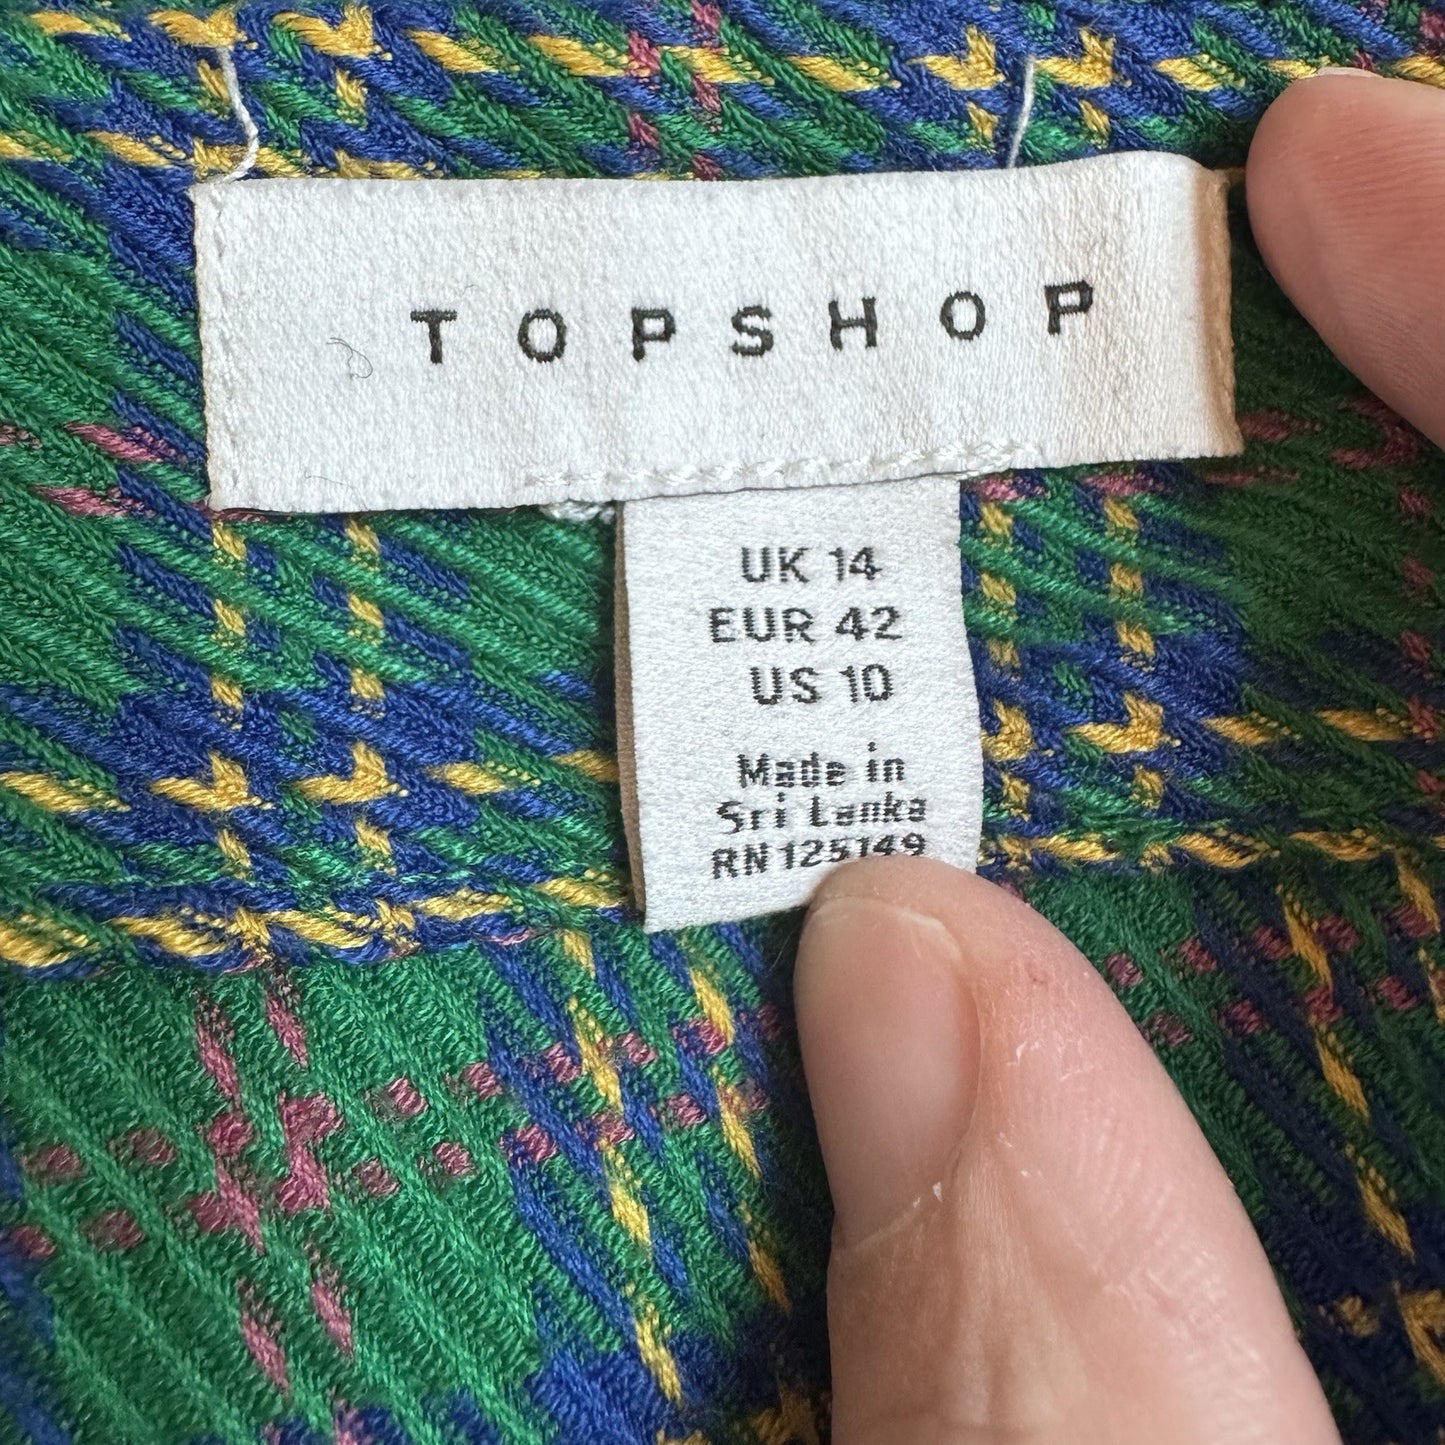 TOPSHOP
UK 14
EUR 42
US 10
Made in
Sri Lanka
RN 125149